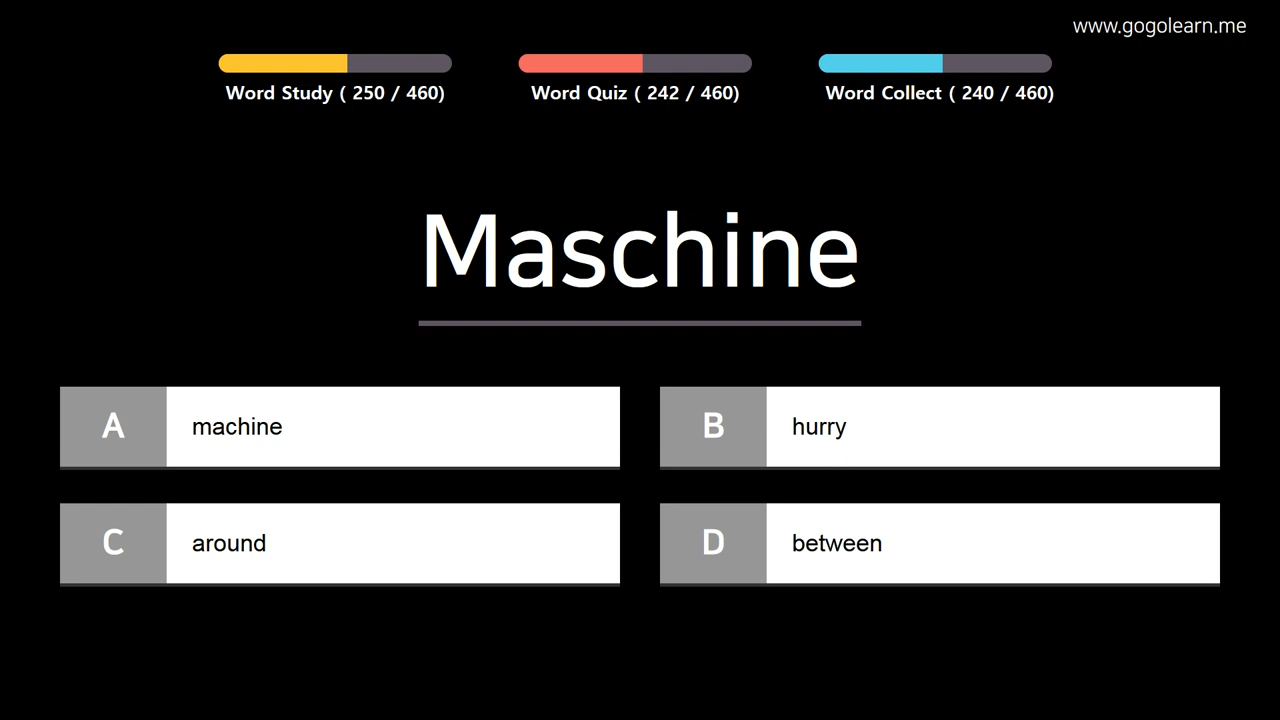 www.gogolearn.me
Word Study ( 250 / 460)
Word Quiz ( 242 / 460)
Word Collect ( 240 / 460)
Maschine
A machine
B hurry
C around
D between